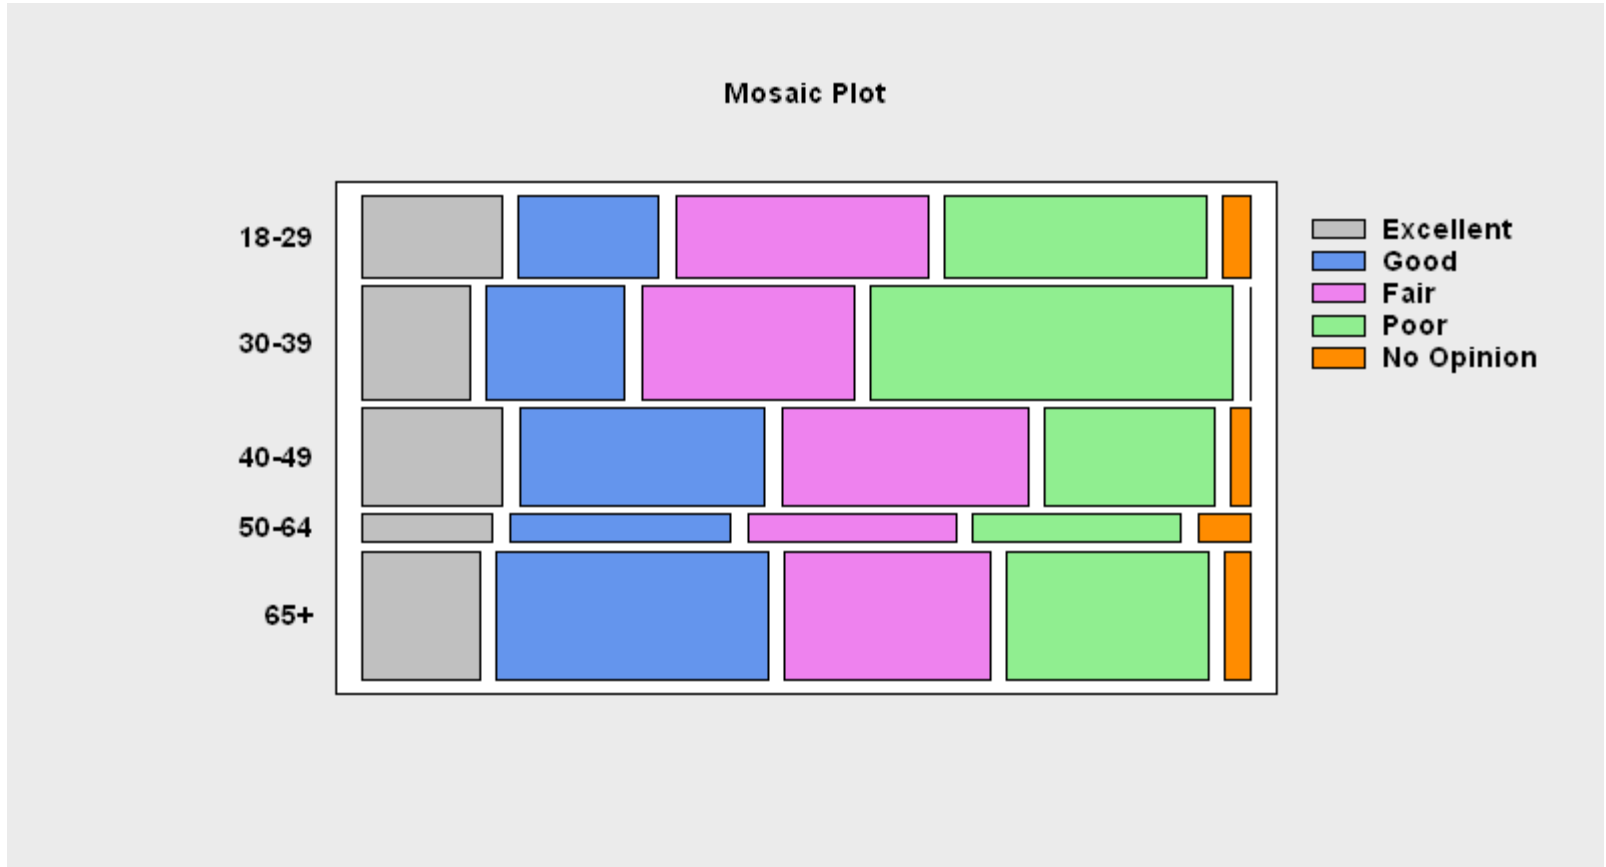 Mosaic Plot
18-29
30-39
40-49
50-64
65+
Excellent
Good
Fair
Poor
No Opinion